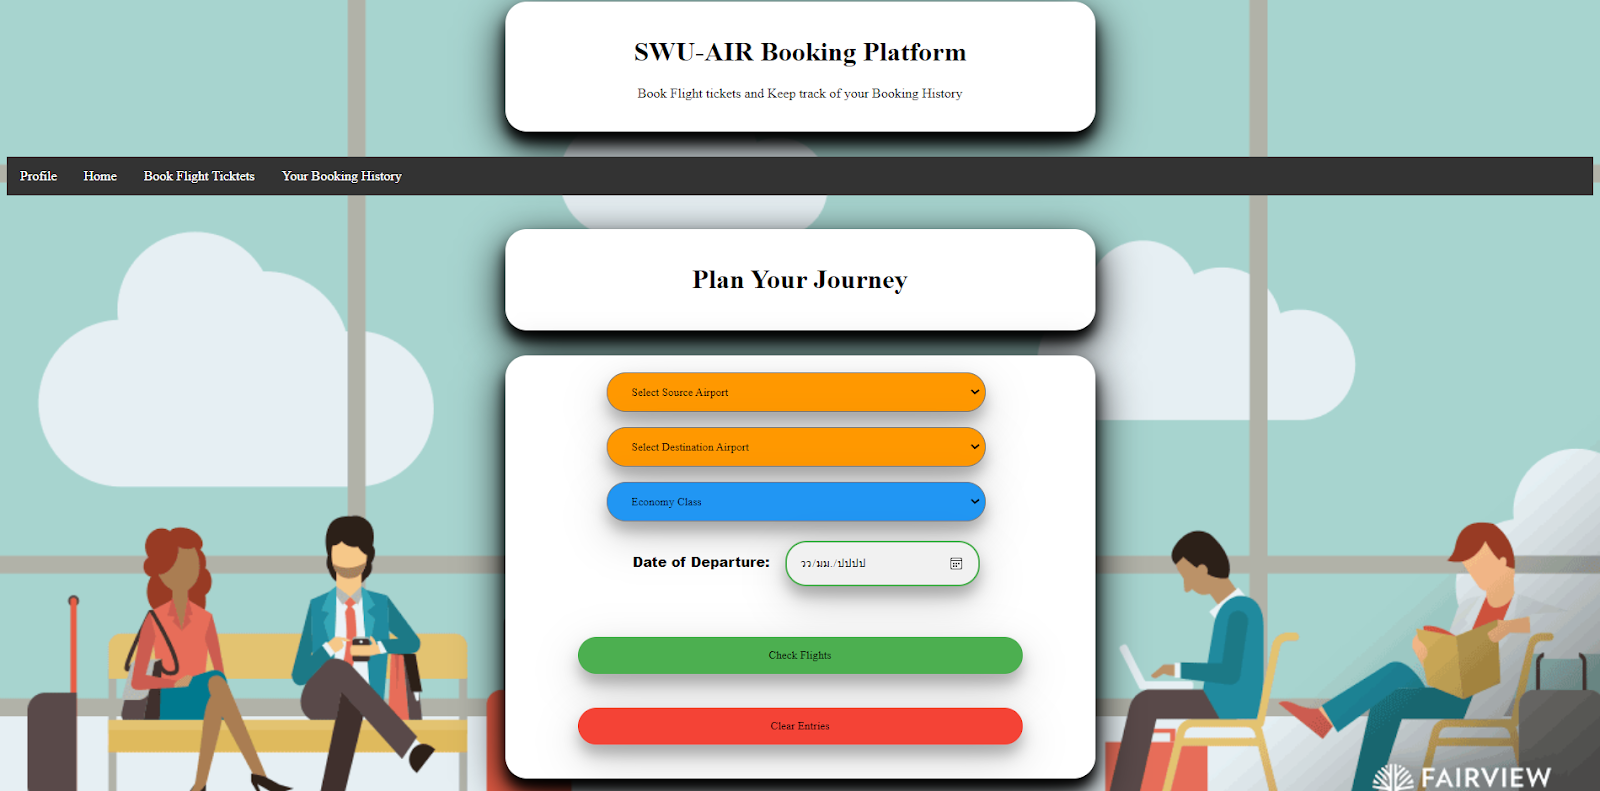 SWU-AIR Booking Platform
Book Flight tickets and Keep track of your Booking History
Profile Home Book Flight Ticktets Your Booking History
Plan Your Journey
Select Source Airport
Select Destination Airport
Economy Class
Date of Departure: วว/มม./ปปปป
Check Flights
Clear Entries
FAIRVIEW